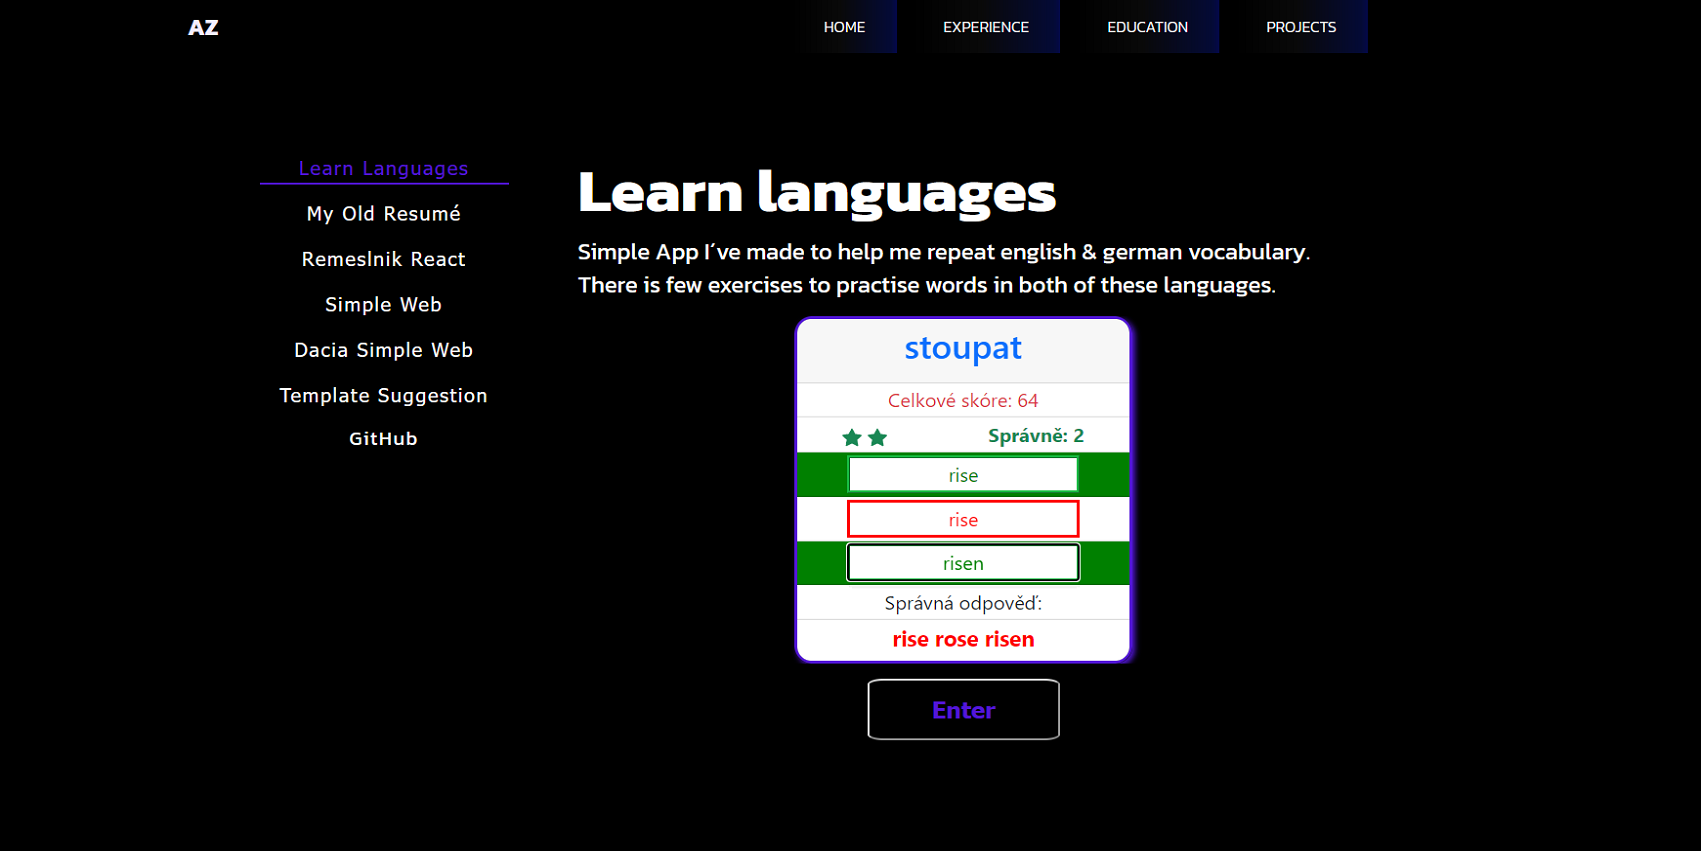 AZ
HOME
EXPERIENCE
EDUCATION
PROJECTS
Learn Languages
My Old Resumé
Remeslnik React
Simple Web
Dacia Simple Web
Template Suggestion
GitHub
Learn languages
Simple App I´ve made to help me repeat english & german vocabulary.
There is few exercises to practise words in both of these languages.
stoupat
Celkové skóre: 64
Správně: 2
rise
rise
risen
Správná odpověď:
rise rose risen
Enter